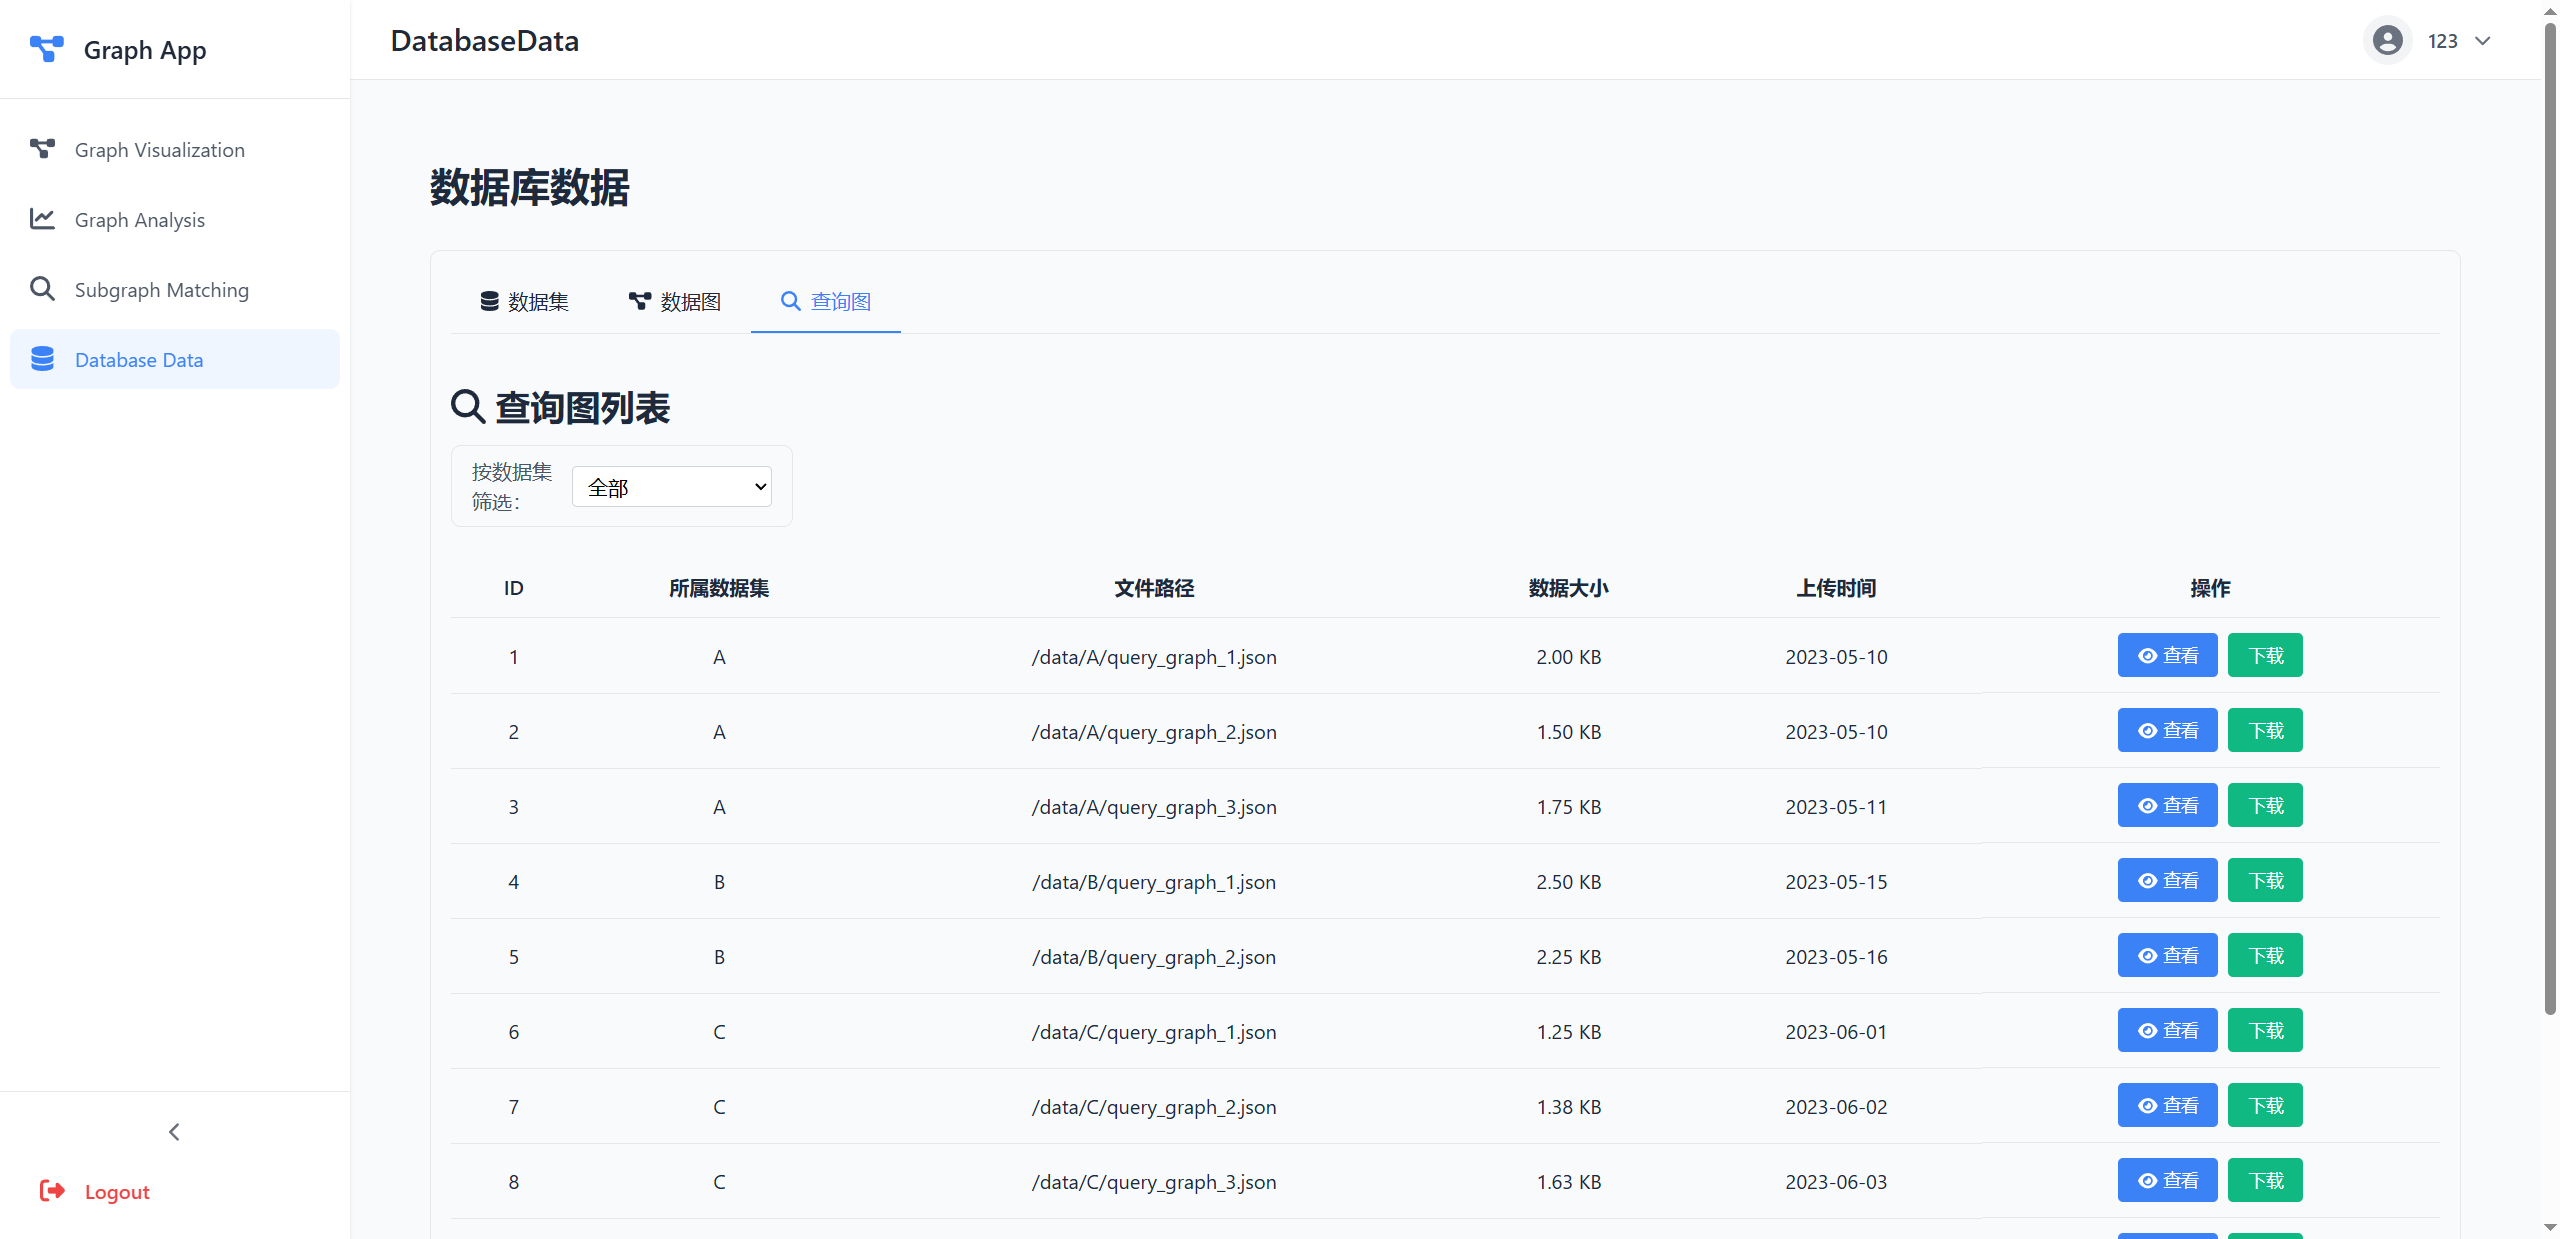 Graph App
DatabaseData
123
Graph Visualization
Graph Analysis
Subgraph Matching
Database Data
Logout
数据库数据
数据集 数据图 查询图
查询图列表
按数据集
筛选：
全部
ID 所属数据集 文件路径 数据大小 上传时间 操作
1 A /data/A/query_graph_1.json 2.00 KB 2023-05-10 查看 下载
2 A /data/A/query_graph_2.json 1.50 KB 2023-05-10 查看 下载
3 A /data/A/query_graph_3.json 1.75 KB 2023-05-11 查看 下载
4 B /data/B/query_graph_1.json 2.50 KB 2023-05-15 查看 下载
5 B /data/B/query_graph_2.json 2.25 KB 2023-05-16 查看 下载
6 C /data/C/query_graph_1.json 1.25 KB 2023-06-01 查看 下载
7 C /data/C/query_graph_2.json 1.38 KB 2023-06-02 查看 下载
8 C /data/C/query_graph_3.json 1.63 KB 2023-06-03 查看 下载